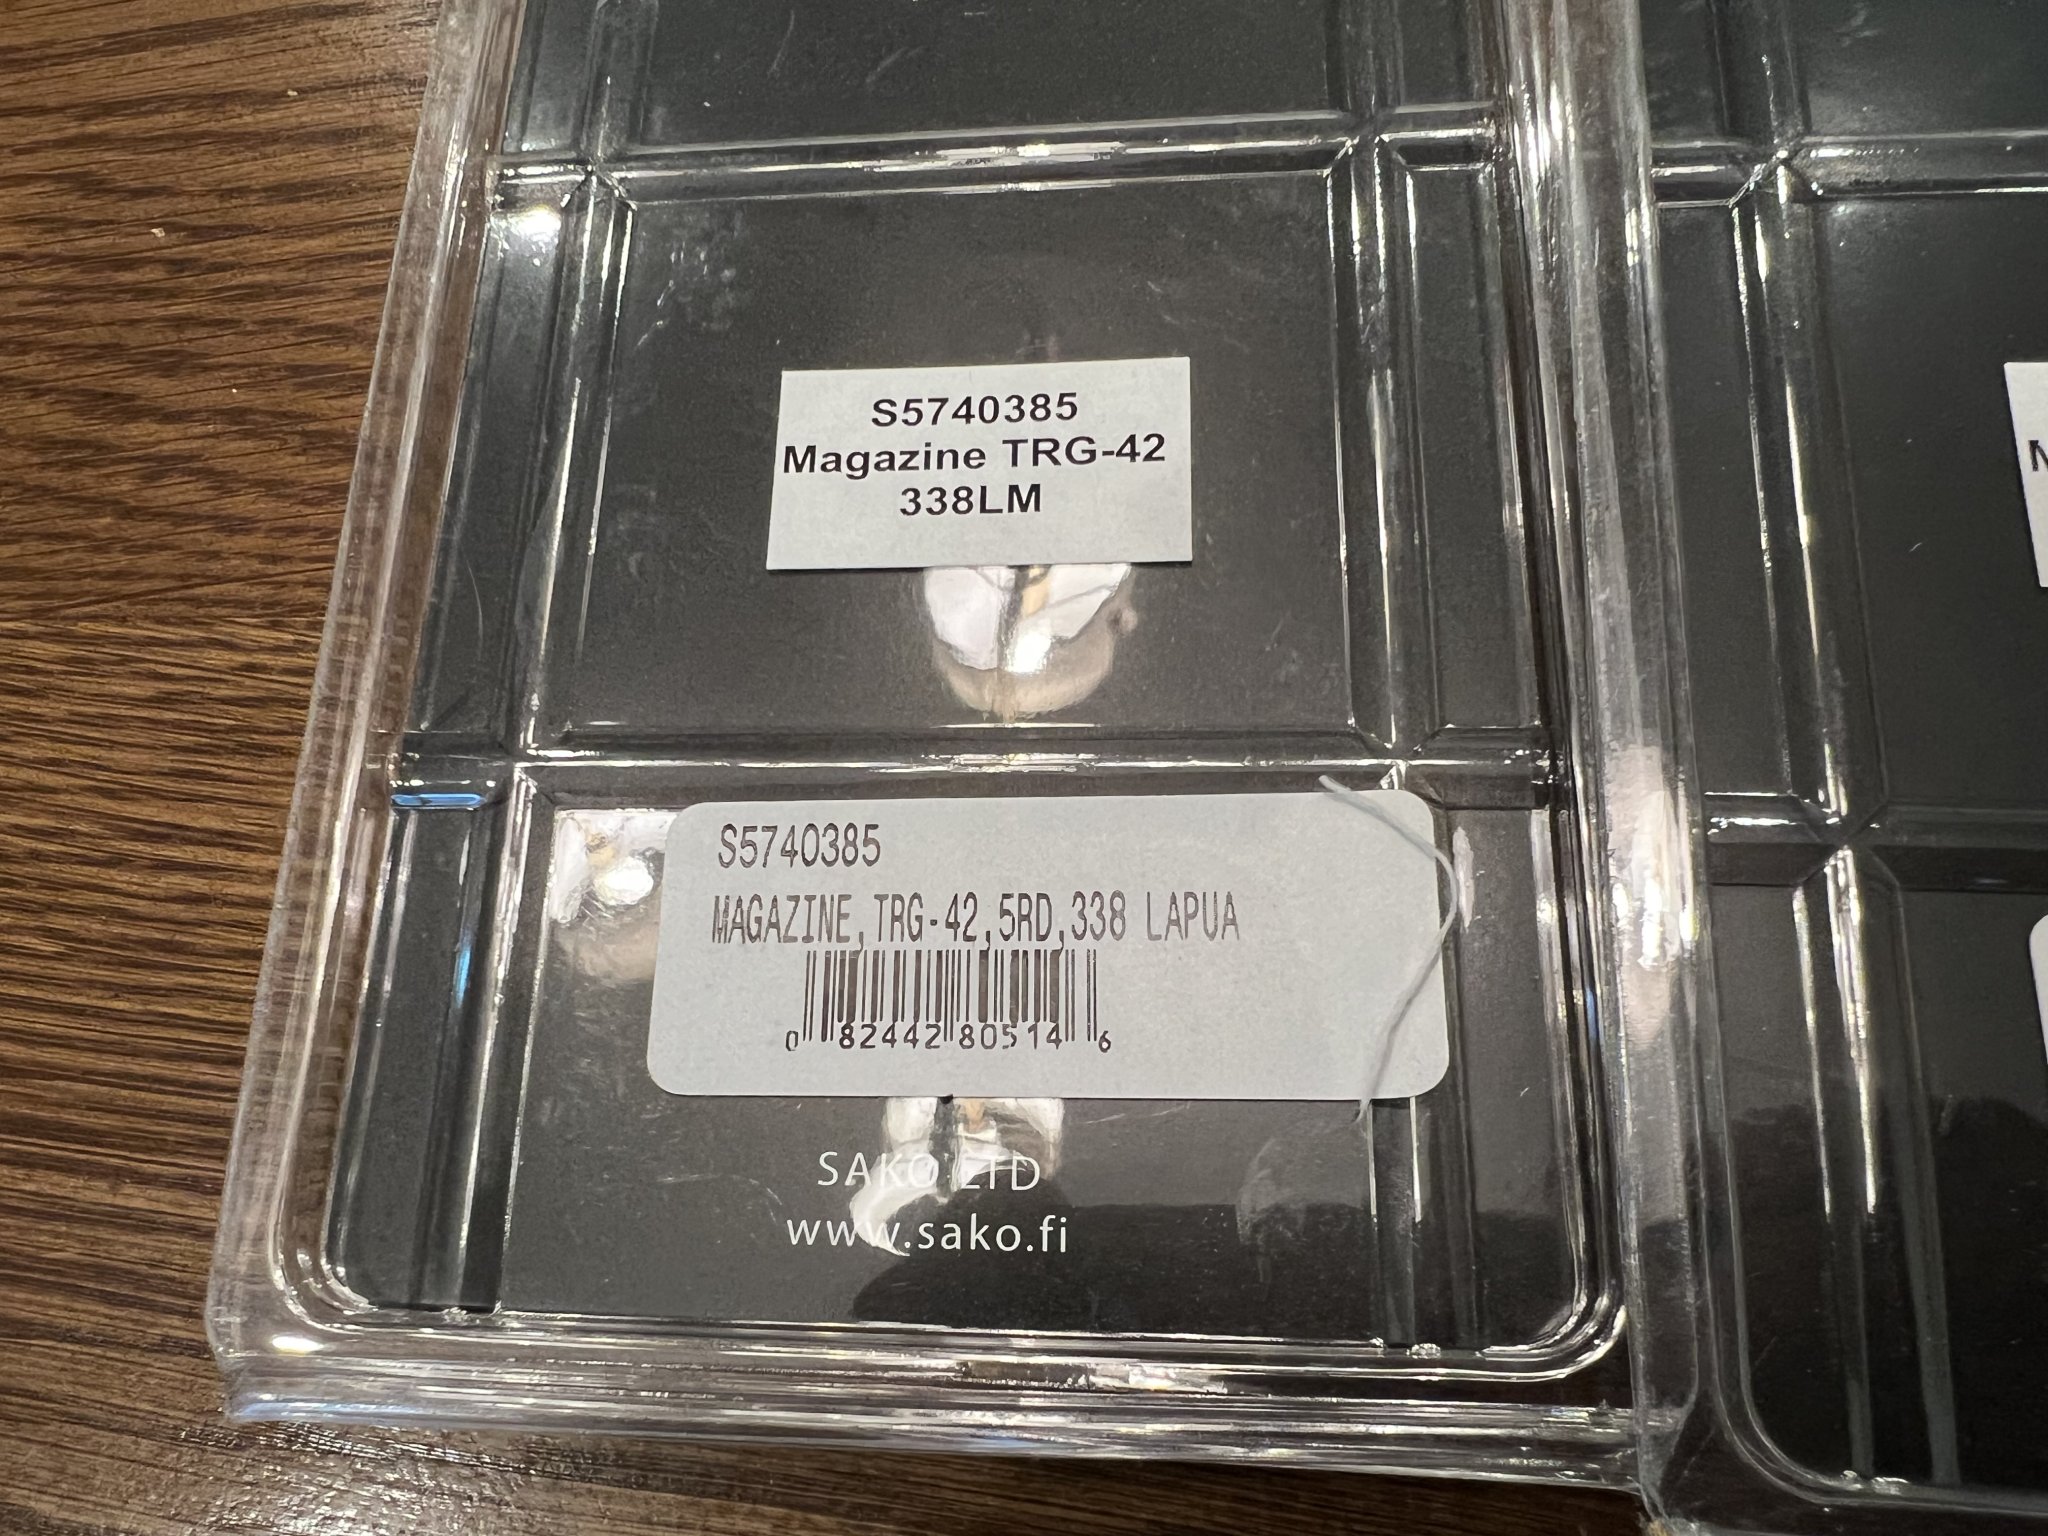 S5740385
Magazine TRG-42
338LM
S5740385
MAGAZINE,TRG-42,5RD,338 LAPUA
0 82442 80514 6
SAKO LTD
www.sako.fi